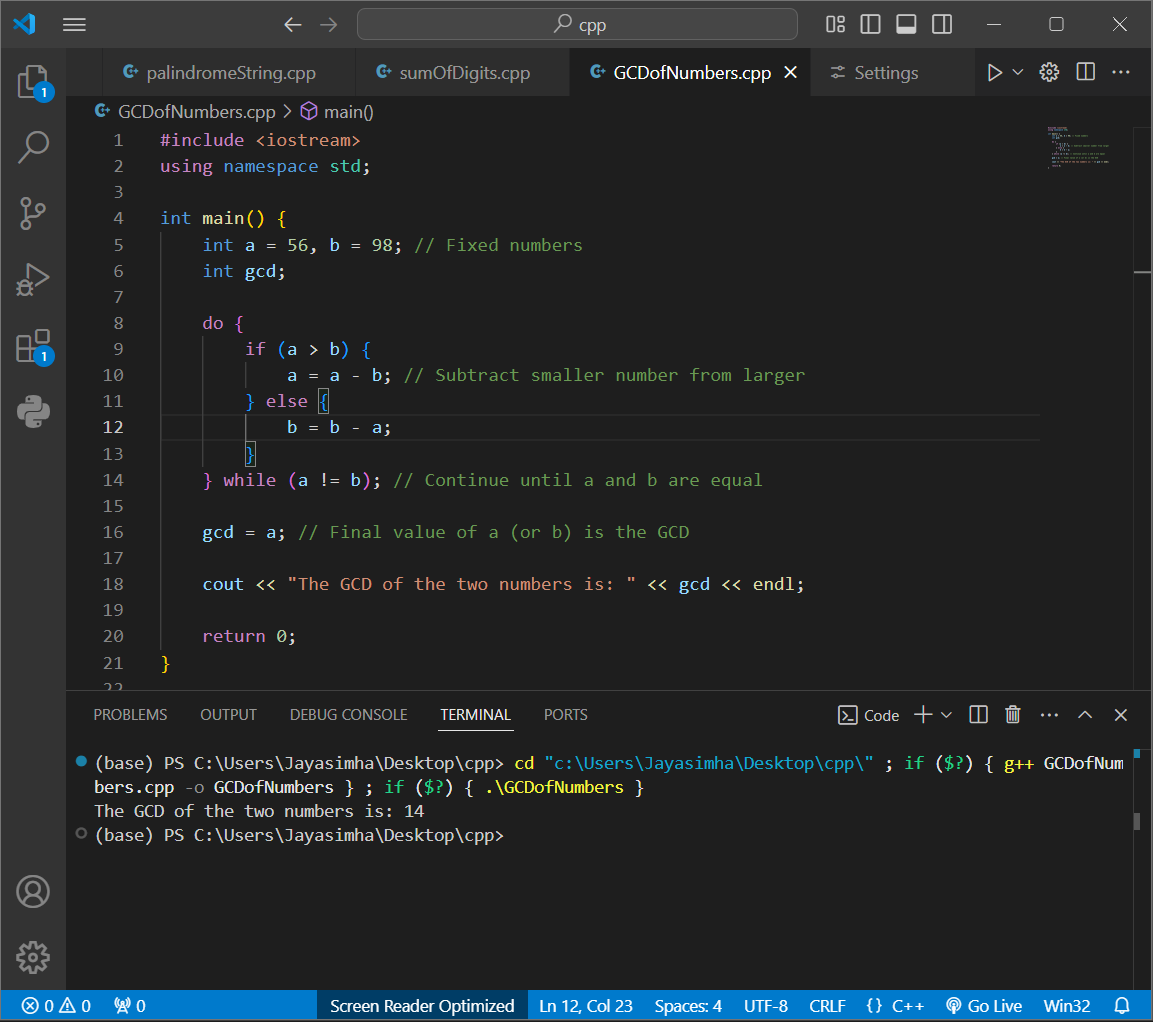 cpp
palindromeString.cpp
sumOfDigits.cpp
GCDofNumbers.cpp
Settings
1
GCDofNumbers.cpp > main()
1 #include <iostream>
2 using namespace std;
3
4 int main() {
5 int a = 56, b = 98; // Fixed numbers
6 int gcd;
7
8 do {
9 if (a > b) {
10 a = a - b; // Subtract smaller number from larger
11 } else {
12 b = b - a;
13 }
14 } while (a != b); // Continue until a and b are equal
15
16 gcd = a; // Final value of a (or b) is the GCD
17
18 cout << "The GCD of the two numbers is: " << gcd << endl;
19
20 return 0;
21 }
22
1
PROBLEMS OUTPUT DEBUG CONSOLE TERMINAL PORTS
Code
(base) PS C:\Users\Jayasimha\Desktop\cpp> cd "c:\Users\Jayasimha\Desktop\cpp\" ; if ($?) { g++ GCDofNum
bers.cpp -o GCDofNumbers } ; if ($?) { .\GCDofNumbers }
The GCD of the two numbers is: 14
(base) PS C:\Users\Jayasimha\Desktop\cpp>
0 0 0 Screen Reader Optimized Ln 12, Col 23 Spaces: 4 UTF-8 CRLF {} C++ Go Live Win32